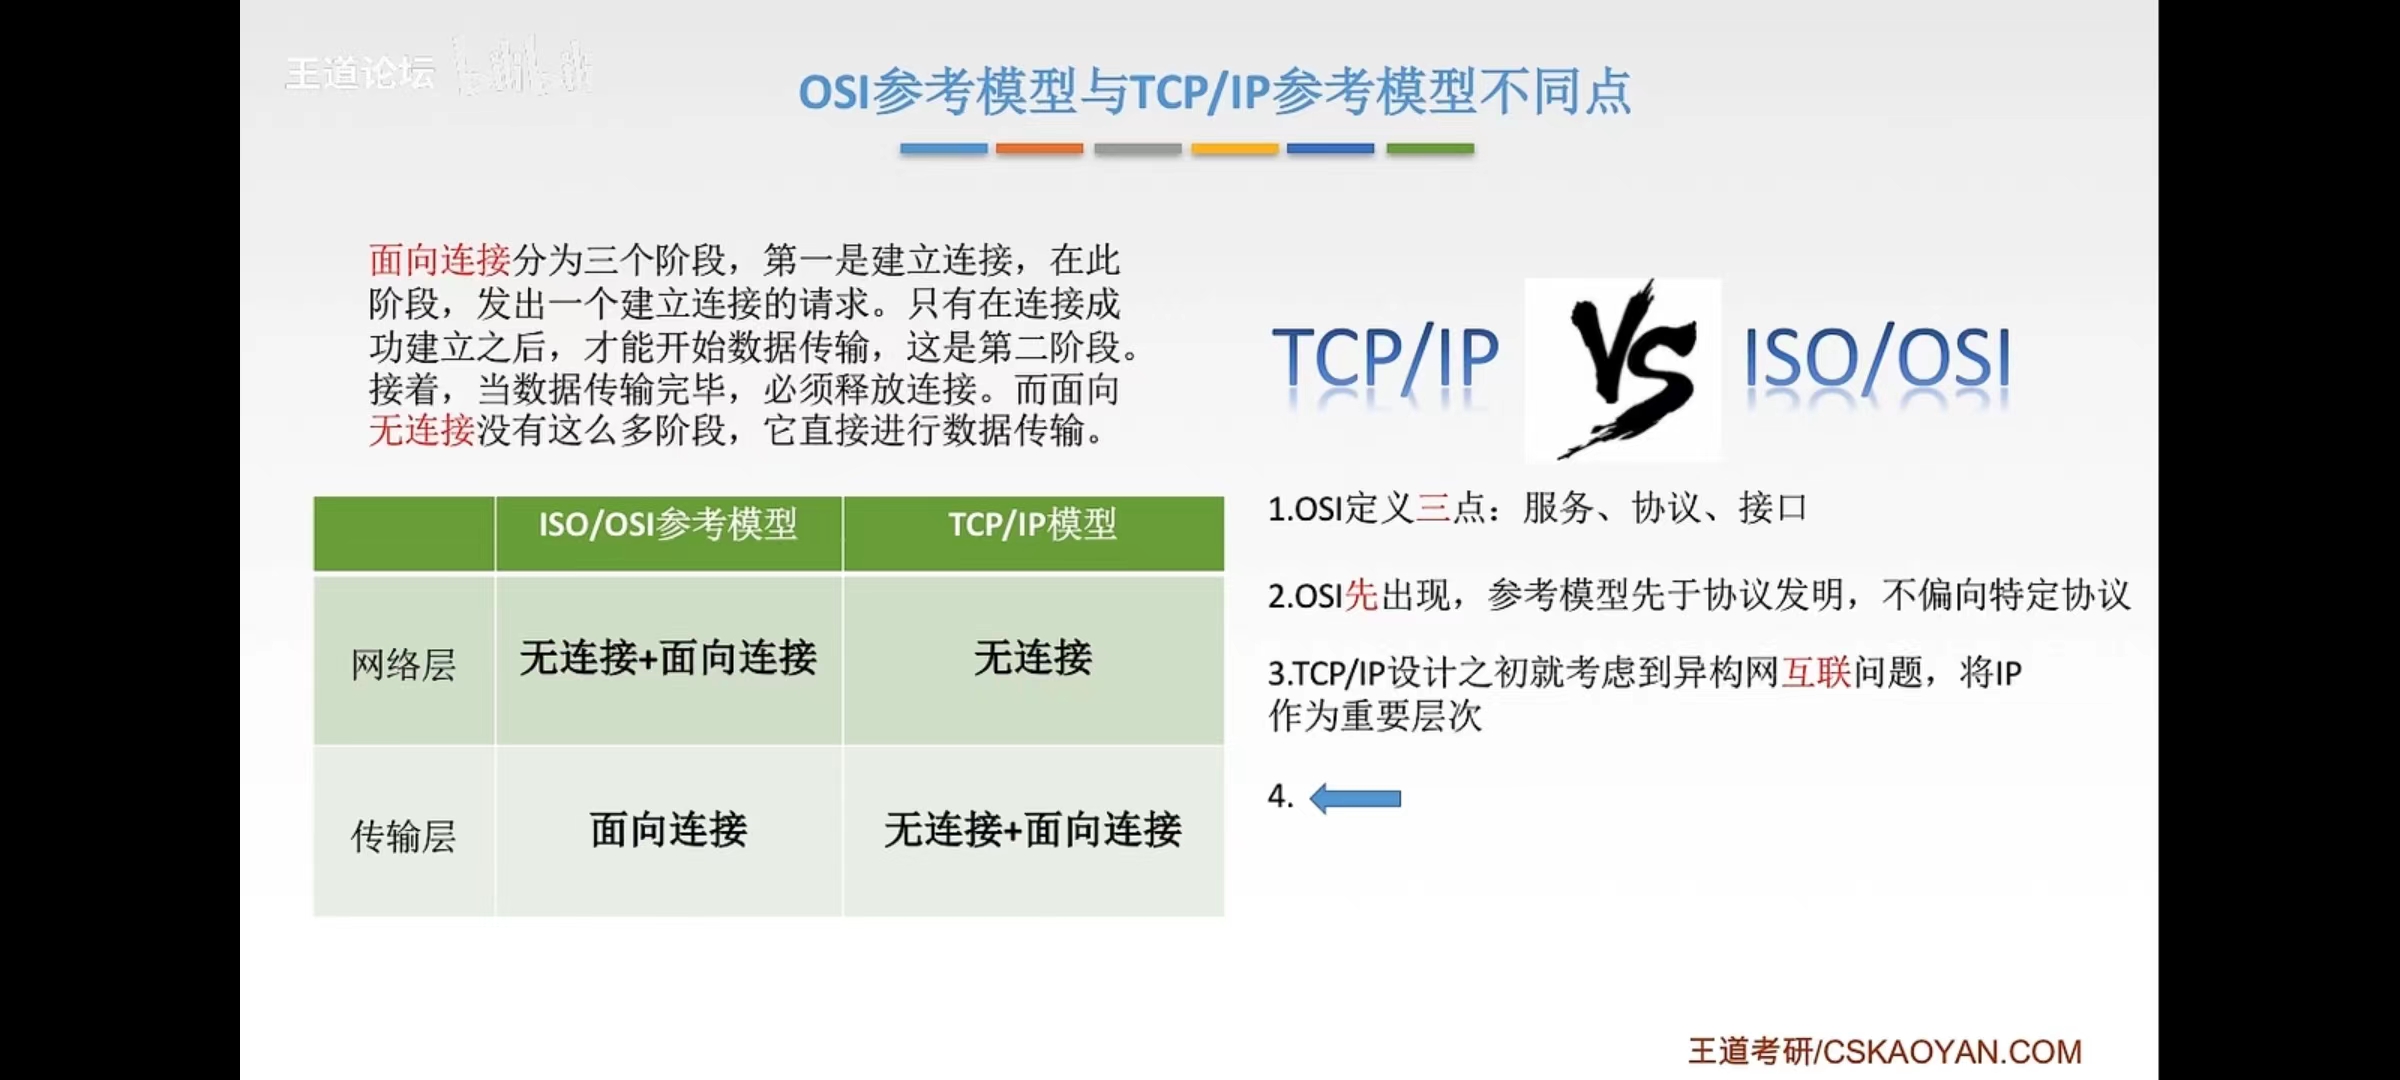 王道论坛 bilibili
OSI参考模型与TCP/IP参考模型不同点
面向连接分为三个阶段，第一是建立连接，在此
阶段，发出一个建立连接的请求。只有在连接成
功建立之后，才能开始数据传输，这是第二阶段。
接着，当数据传输完毕，必须释放连接。而面向
无连接没有这么多阶段，它直接进行数据传输。
ISO/OSI参考模型 TCP/IP模型
网络层 无连接+面向连接 无连接
传输层 面向连接 无连接+面向连接
TCP/IP VS ISO/OSI
1.OSI定义三点：服务、协议、接口
2.OSI先出现，参考模型先于协议发明，不偏向特定协议
3.TCP/IP设计之初就考虑到异构网互联问题，将IP
作为重要层次
4.
王道考研/CSKAOYAN.COM